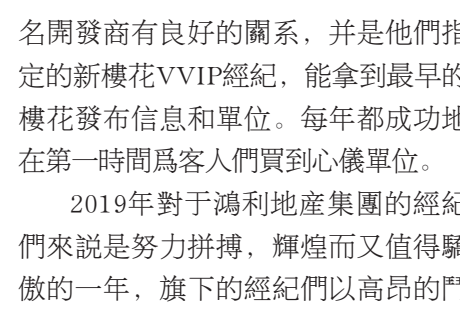 名開發商有良好的關系，并是他們指
定的新樓花VVIP經紀，能拿到最早的
樓花發布信息和單位。每年都成功地
在第一時間爲客人們買到心儀單位。
2019年對于鴻利地産集團的經紀
們來説是努力拼搏，輝煌而又值得驕
傲的一年，旗下的經紀們以高昂的鬥